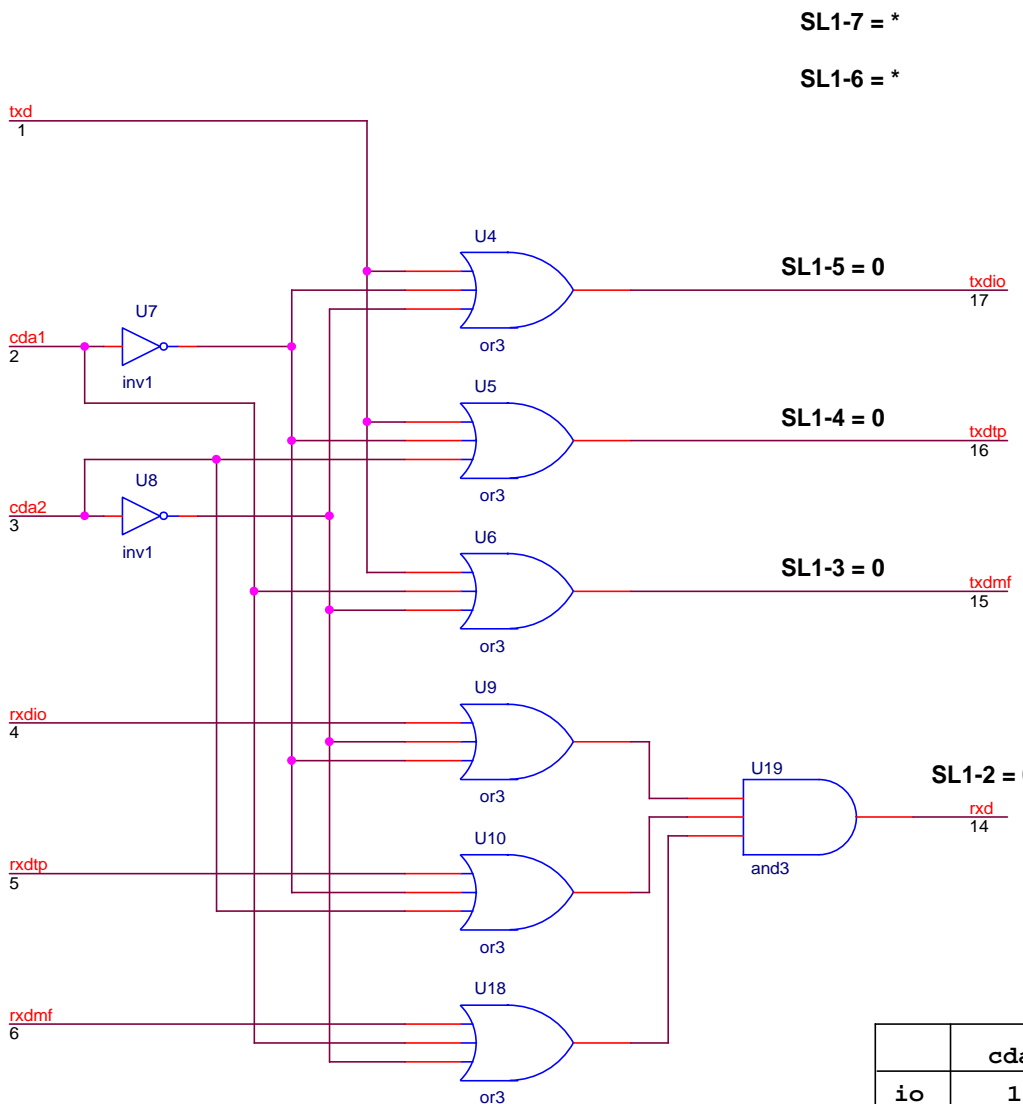 SL1-7 = *
SL1-6 = *
txd
1
U4
SL1-5 = 0
txdio
17
or3
U7
cda1
2
inv1
U5
SL1-4 = 0
txdtp
16
or3
U8
cda2
3
inv1
U6
SL1-3 = 0
txdmf
15
or3
U9
rxdio
4
or3
U19
SL1-2 =
rxd
14
and3
U10
rxdtp
5
or3
U18
rxdmf
6
or3
cda
io 1